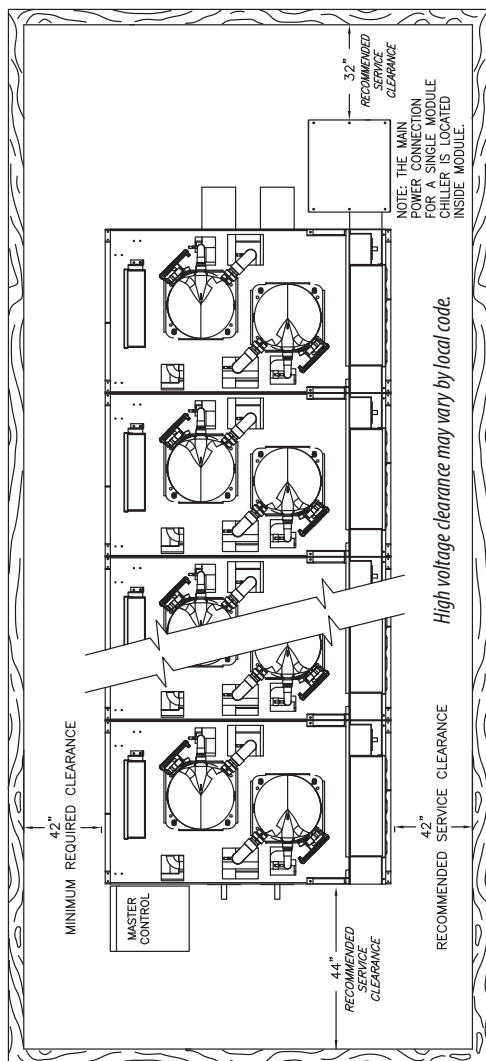 42"
MINIMUM REQUIRED CLEARANCE
MASTER
CONTROL
44"
RECOMMENDED
SERVICE
CLEARANCE
42"
RECOMMENDED SERVICE CLEARANCE
High voltage clearance may vary by local code.
NOTE: THE MAIN
POWER CONNECTION
FOR A SINGLE MODULE
CHILLER IS LOCATED
INSIDE MODULE.
32"
RECOMMENDED
SERVICE
CLEARANCE